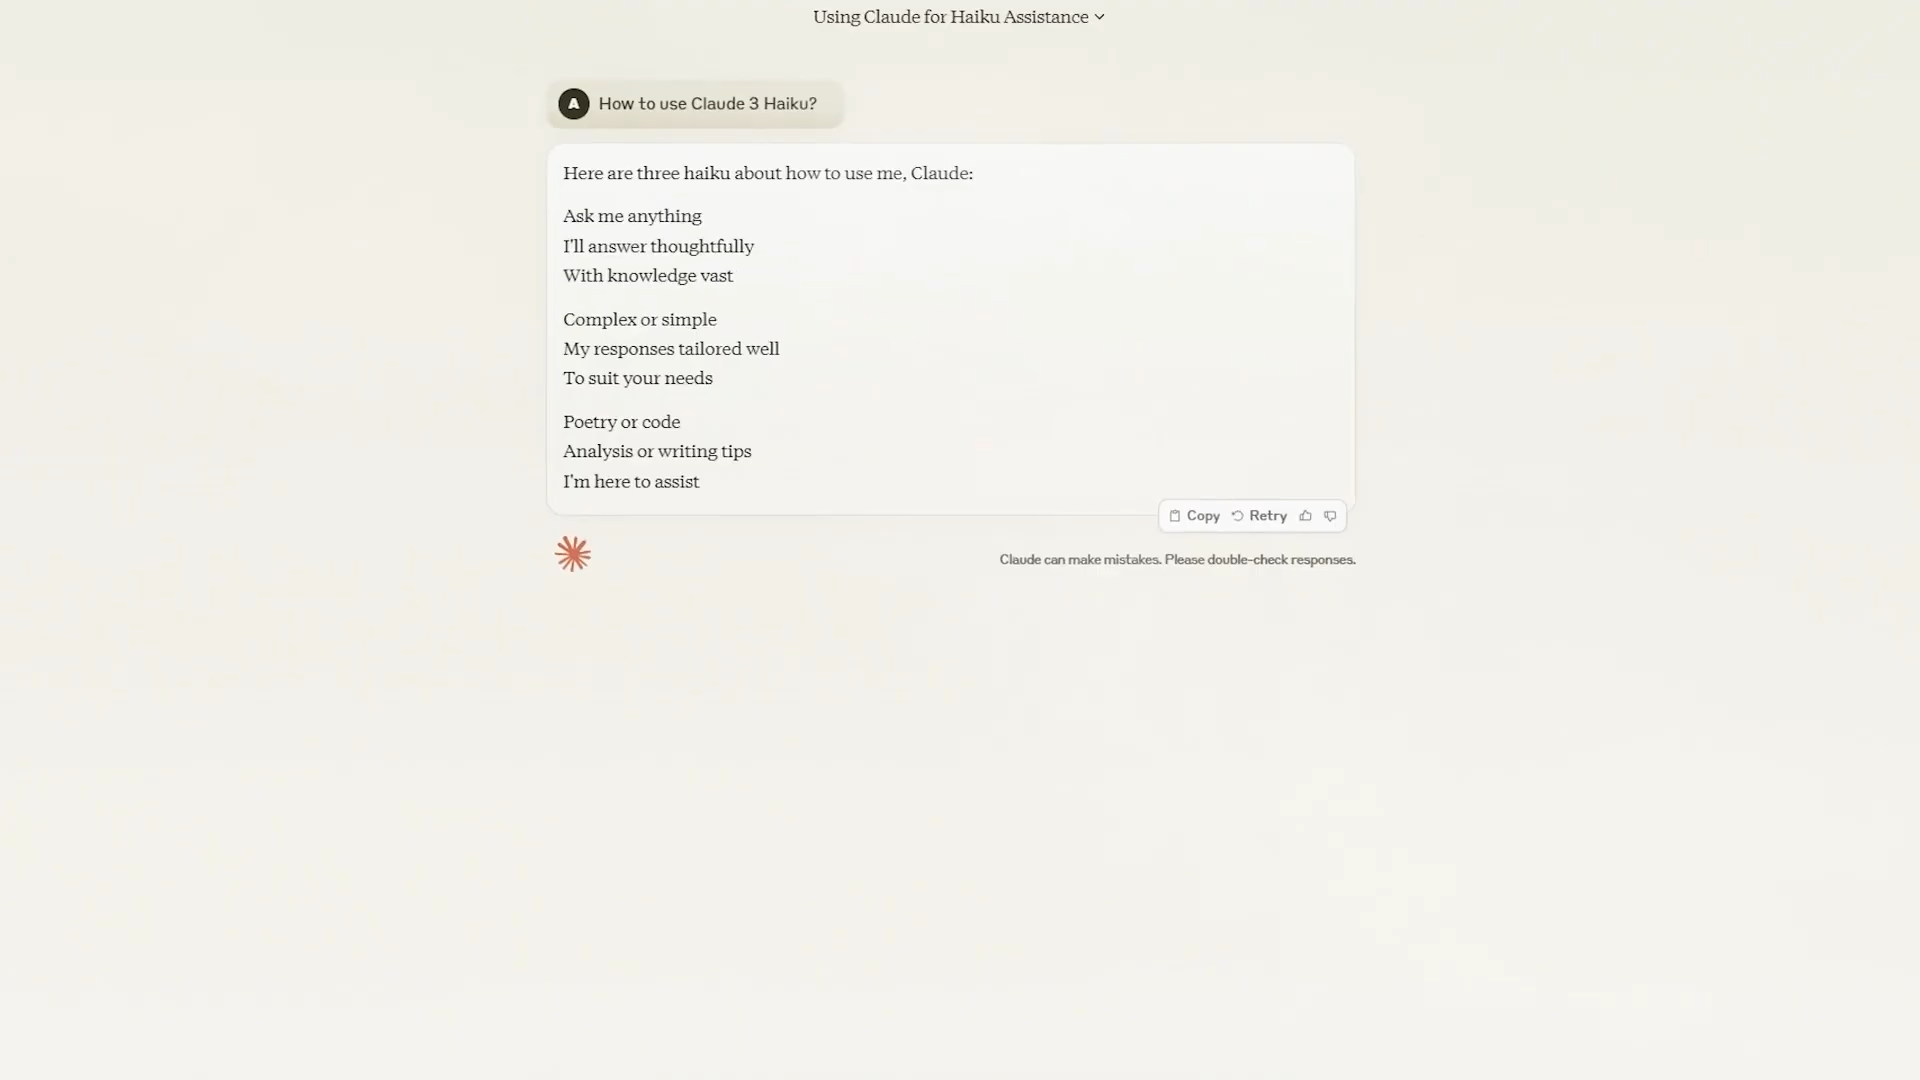 Using Claude for Haiku Assistance
A How to use Claude 3 Haiku?
Here are three haiku about how to use me, Claude:
Ask me anything
I'll answer thoughtfully
With knowledge vast
Complex or simple
My responses tailored well
To suit your needs
Poetry or code
Analysis or writing tips
I'm here to assist
Copy Retry
Claude can make mistakes. Please double-check responses.